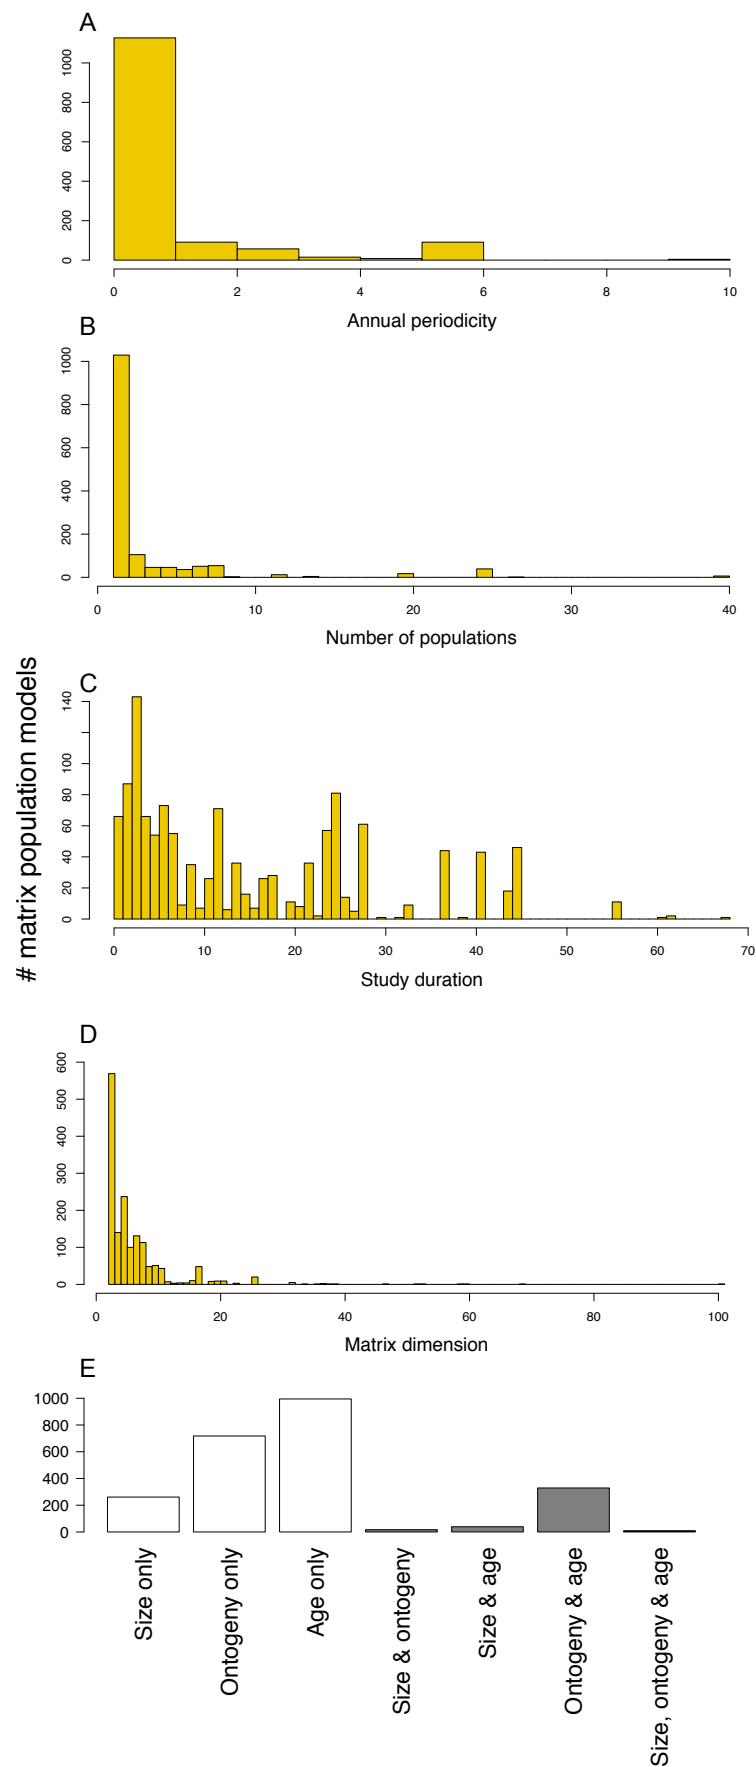 A
0 200 400 600 800 1000
0 2 4 6 8 10
Annual periodicity
B
0 200 400 600 800 1000
0 10 20 30 40
Number of populations
# matrix population models
C
0 20 40 60 80 100 140
0 10 20 30 40 50 60 70
Study duration
D
0 100 200 300 400 500 600
0 20 40 60 80 100
Matrix dimension
E
1000
800
600
400
200
0
Size only
Ontogeny only
Age only
Size & ontogeny
Size & age
Ontogeny & age
Size, ontogeny & age